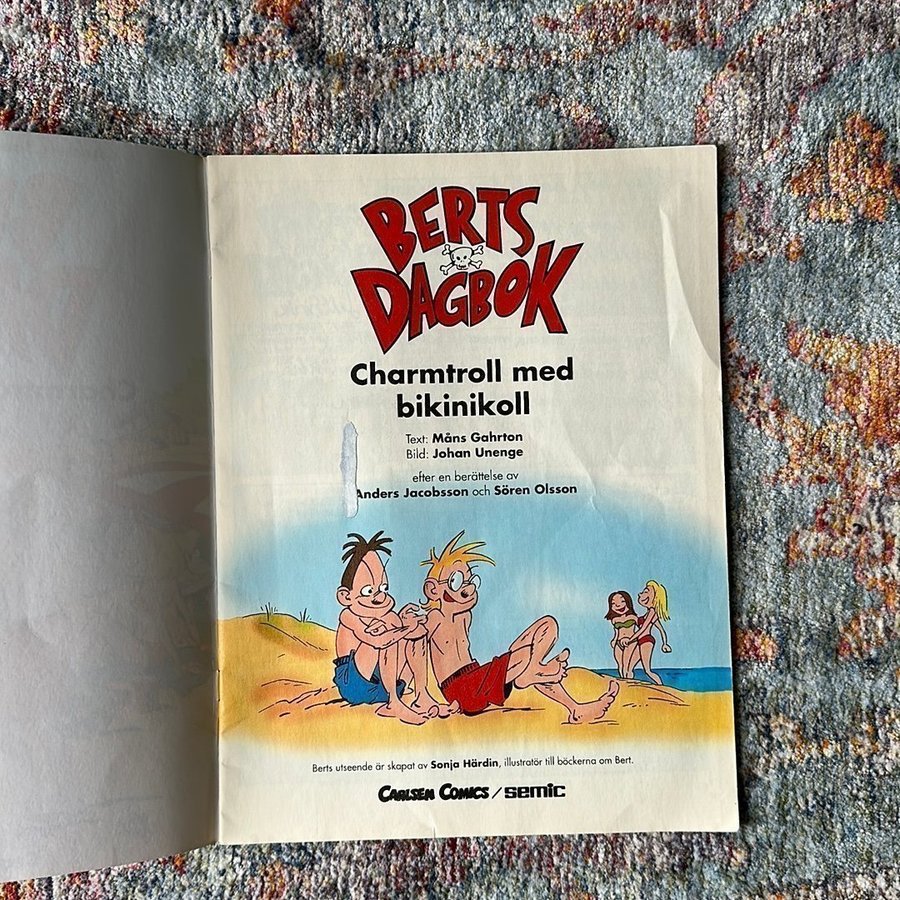 BERTS
DAGBOK
Charmtroll med
bikinikoll
Text: Måns Gahrton
Bild: Johan Unenge
efter en berättelse av
Anders Jacobsson och Sören Olsson
Berts utseende är skapat av Sonja Härdin, illustratör till böckerna om Bert.
CARLSEN COMICS / semic